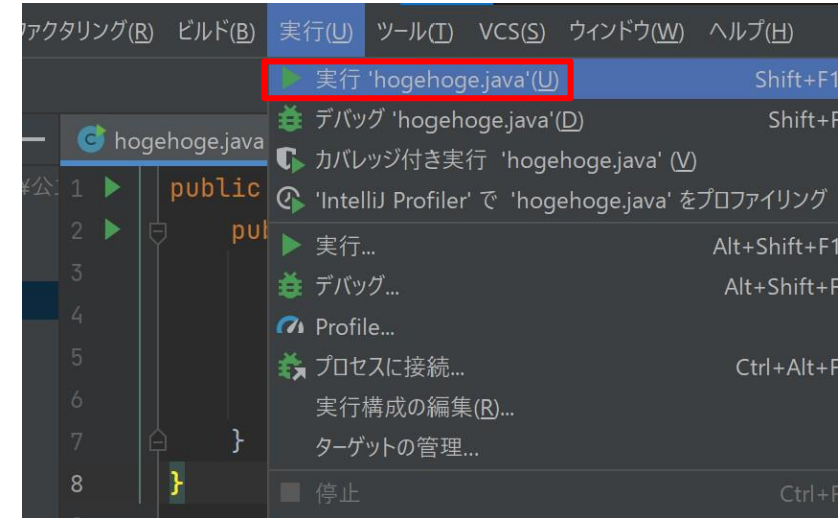 ファクタリング(R) ビルド(B) 実行(U) ツール(T) VCS(S) ウィンドウ(W) ヘルプ(H)
実行 'hogehoge.java'(U) Shift+F1
デバッグ 'hogehoge.java'(D) Shift+F
カバレッジ付き実行 'hogehoge.java' (V)
'IntelliJ Profiler' で 'hogehoge.java' をプロファイリング
実行... Alt+Shift+F1
デバッグ... Alt+Shift+F
Profile...
プロセスに接続... Ctrl+Alt+F
実行構成の編集(R)...
ターゲットの管理...
停止 Ctrl+F
hogehoge.java
1 public
2 pub
3
4
5
6
7 }
8 }